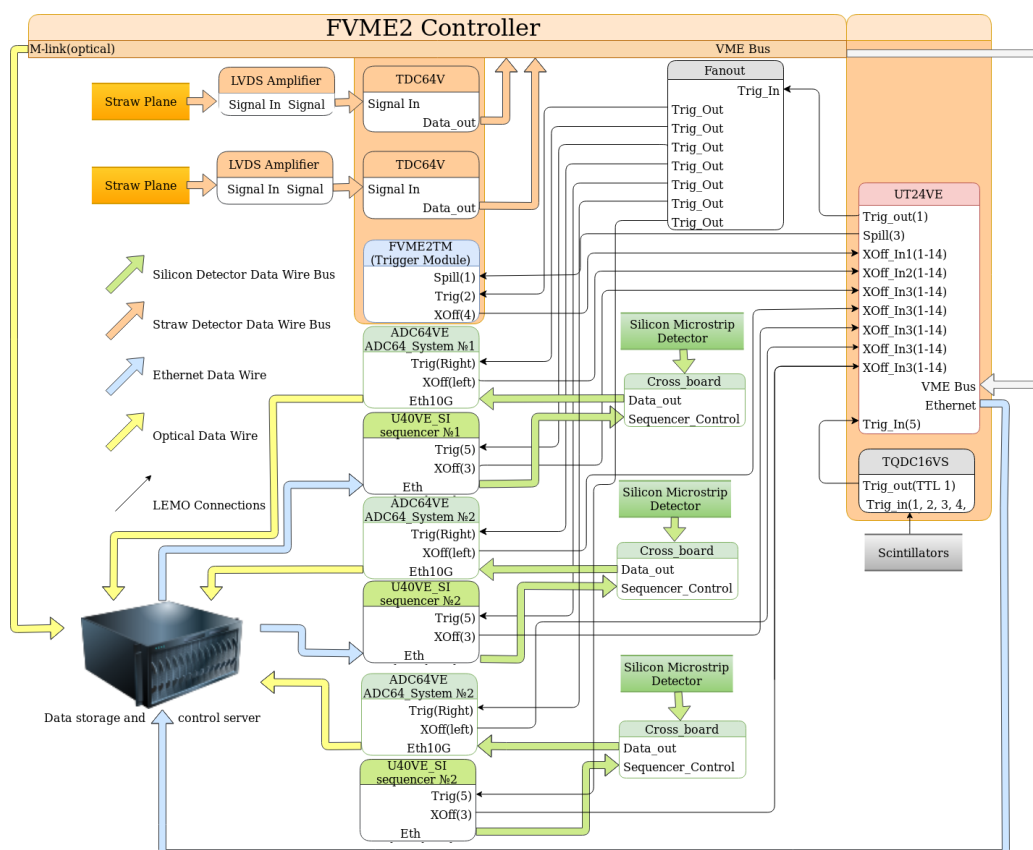 FVME2 Controller
M-link(optical)
VME Bus
Straw Plane
LVDS Amplifier
Signal In Signal
TDC64V
Signal In
Data_out
Straw Plane
LVDS Amplifier
Signal In Signal
TDC64V
Signal In
Data_out
FVME2TM
(Trigger Module)
Spill(1)
Trig(2)
XOff(4)
Fanout
Trig_In
Trig_Out
Trig_Out
Trig_Out
Trig_Out
Trig_Out
Trig_Out
Trig_Out
UT24VE
Trig_out(1)
Spill(3)
XOff_In1(1-14)
XOff_In2(1-14)
XOff_In3(1-14)
XOff_In3(1-14)
XOff_In3(1-14)
XOff_In3(1-14)
XOff_In3(1-14)
VME Bus
Ethernet
Trig_In(5)
TQDC16VS
Trig_out(TTL 1)
Trig_in(1, 2, 3, 4,
Scintillators
Silicon Detector Data Wire Bus
Straw Detector Data Wire Bus
Ethernet Data Wire
Optical Data Wire
LEMO Connections
ADC64VE
ADC64_System №1
Trig(Right)
XOff(left)
Eth10G
U40VE_SI
sequencer №1
Trig(5)
XOff(3)
Eth
Silicon Microstrip
Detector
Cross_board
Data_out
Sequencer_Control
ADC64VE
ADC64_System №2
Trig(Right)
XOff(left)
Eth10G
U40VE_SI
sequencer №2
Trig(5)
XOff(3)
Eth
Silicon Microstrip
Detector
Cross_board
Data_out
Sequencer_Control
ADC64VE
ADC64_System №2
Trig(Right)
XOff(left)
Eth10G
U40VE_SI
sequencer №2
Trig(5)
XOff(3)
Eth
Silicon Microstrip
Detector
Cross_board
Data_out
Sequencer_Control
Data storage and control server